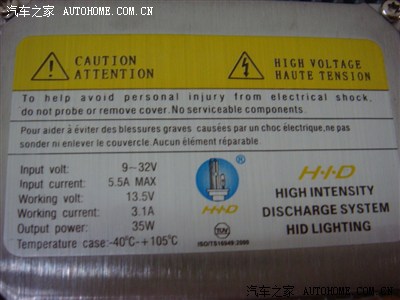 汽车之家 | AUTOHOME.COM.CN
CAUTION
ATTENTION
HIGH VOLTAGE
HAUTE TENSION
To help avoid personal injury from electrical shock,
do not probe or remove cover. No serviceable components.
Pour aider à éviter des blessures graves causées par un choc électrique,ne pas
sonder ni enlever le couvercle.Aucun élément réparable.
Input volt: 9~32V
Input current: 5.5A MAX
Working volt: 13.5V
Working current: 3.1A
Output power: 35W
Temperature case:-40℃-+105℃
H·I·D
ISO/TS16949:2000
H·I·D
HIGH INTENSITY
DISCHARGE SYSTEM
HID LIGHTING
汽车之家 AUTOHOME.COM.CN